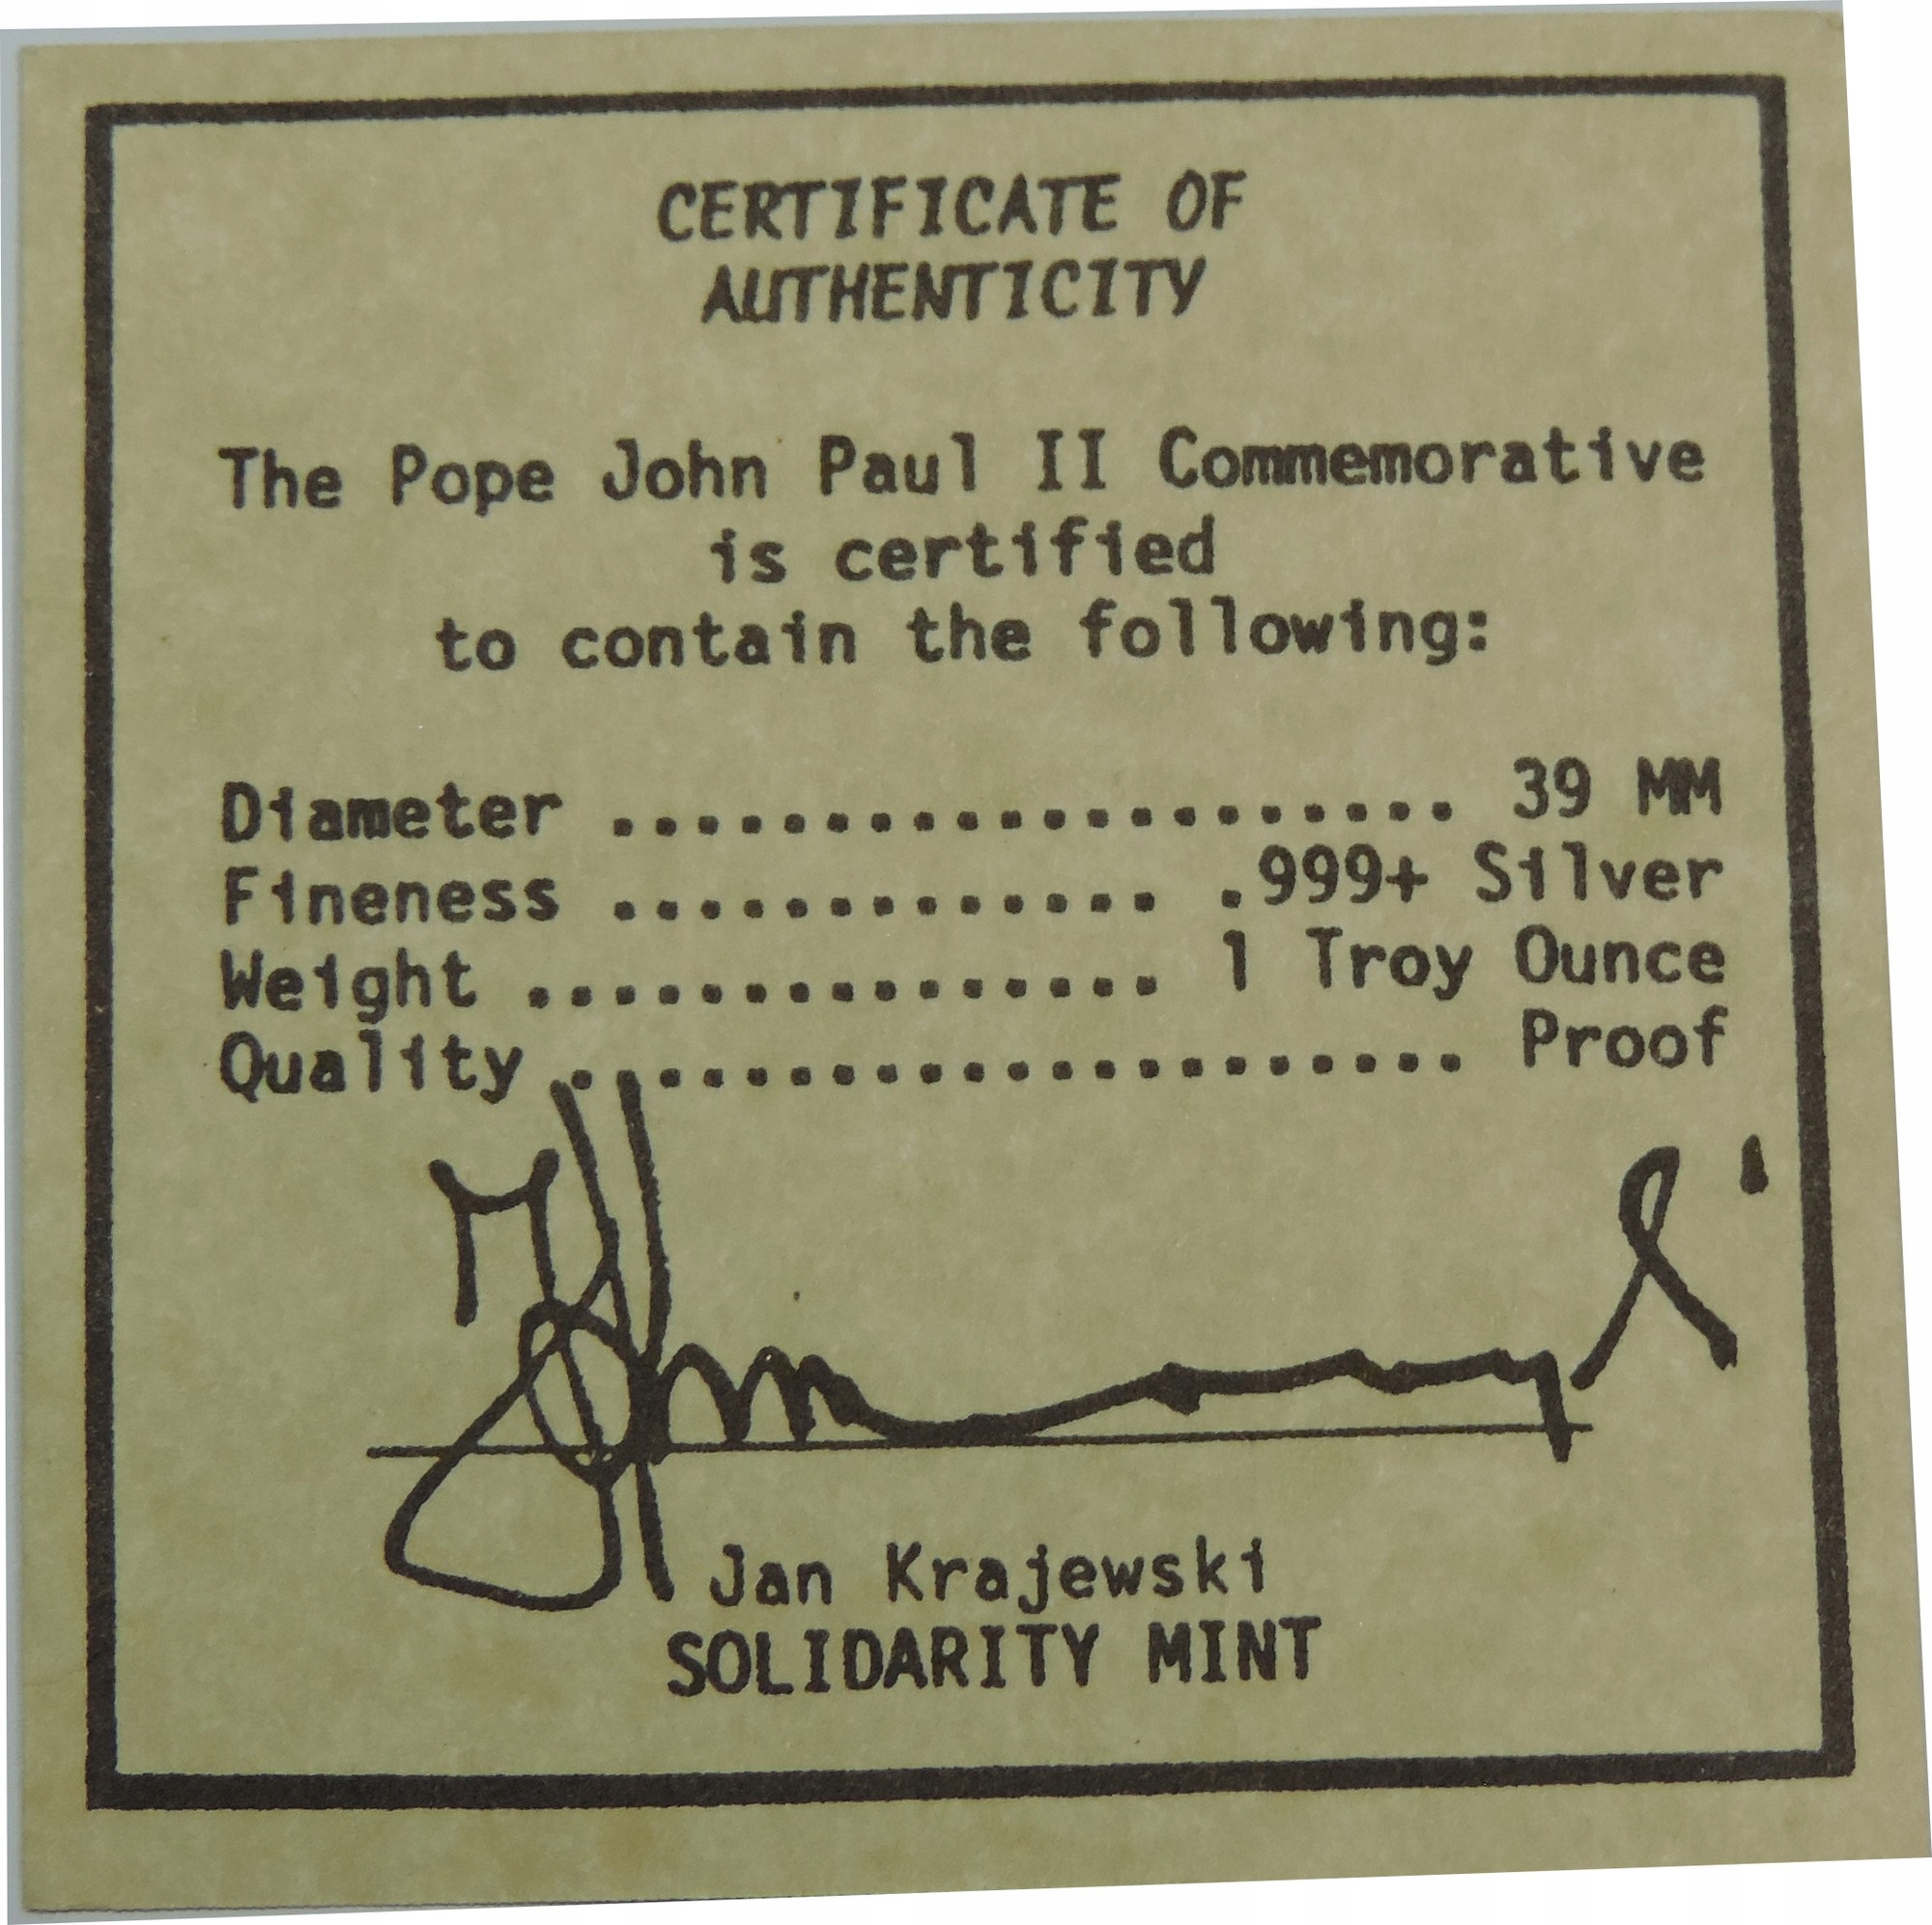 CERTIFICATE OF
AUTHENTICITY
The Pope John Paul II Commemorative
is certified
to contain the following:
Diameter .................... 39 MM
Fineness ............. .999+ Silver
Weight ............... 1 Troy Ounce
Quality ..................... Proof
Jan Krajewski
SOLIDARITY MINT